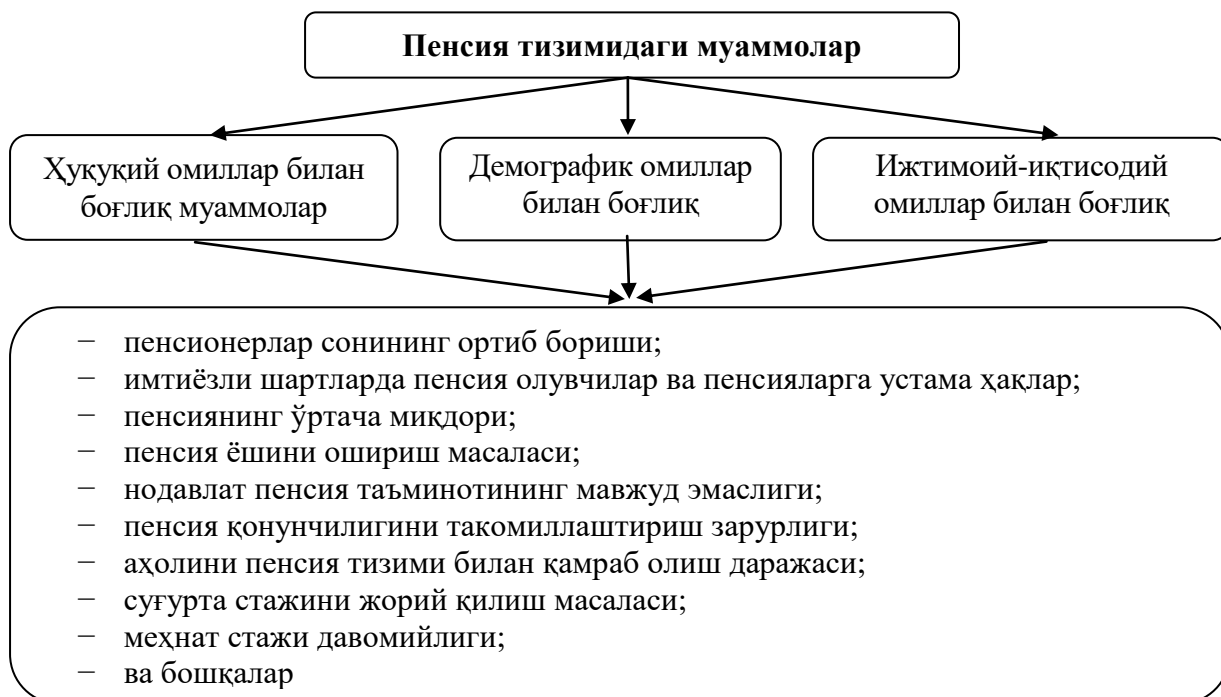 Пенсия тизимидаги муаммолар
Ҳуқуқий омиллар билан
боғлиқ муаммолар
Демографик омиллар
билан боғлиқ
Ижтимоий-иқтисодий
омиллар билан боғлиқ
− пенсионерлар сонининг ортиб бориши;
− имтиёзли шартларда пенсия олувчилар ва пенсияларга устама ҳақлар;
− пенсиянинг ўртача миқдори;
− пенсия ёшини ошириш масаласи;
− нодавлат пенсия таъминотининг мавжуд эмаслиги;
− пенсия қонунчилигини такомиллаштириш зарурлиги;
− аҳолини пенсия тизими билан қамраб олиш даражаси;
− суғурта стажини жорий қилиш масаласи;
− меҳнат стажи давомийлиги;
− ва бошқалар